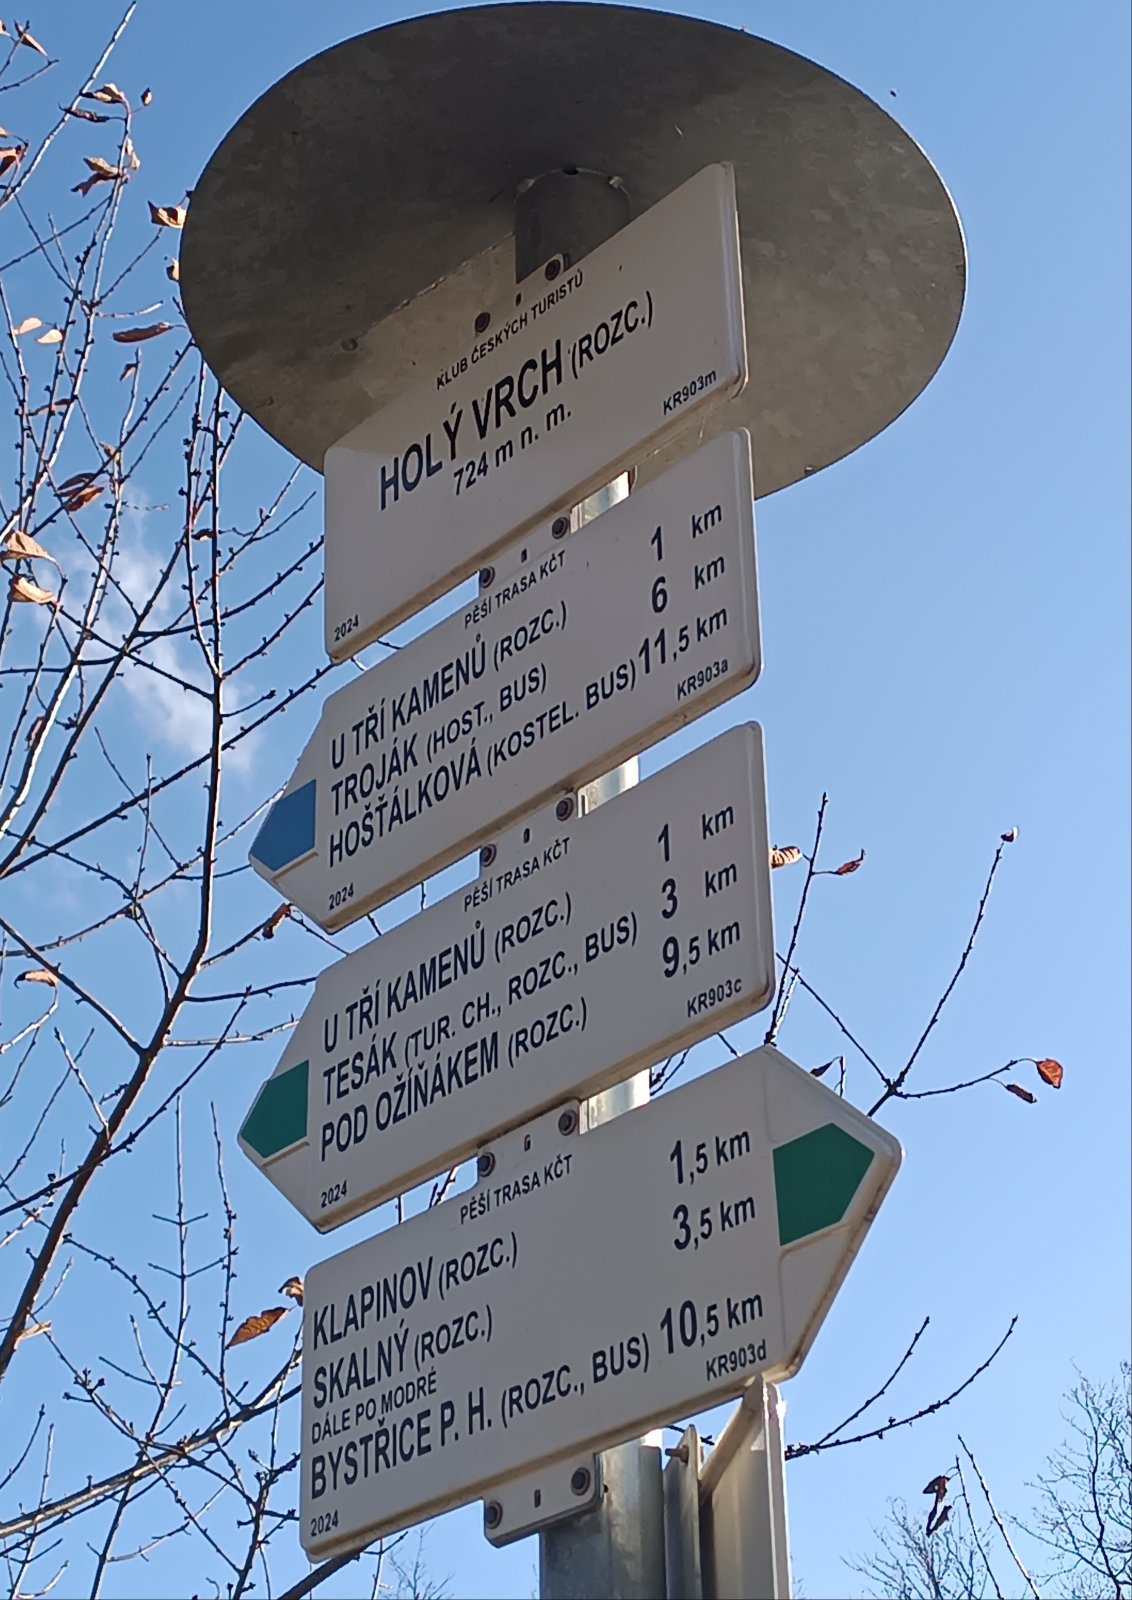 KLUB ČESKÝCH TURISTŮ
HOLÝ VRCH (ROZC.)
724 m n. m.
KR903m
2024
PĚŠÍ TRASA KČT
U TŘÍ KAMENŮ (ROZC.) 1 km
TROJÁK (HOST., BUS) 6 km
HOŠŤÁLKOVÁ (KOSTEL. BUS) 11,5 km
KR903a
2024
PĚŠÍ TRASA KČT
U TŘÍ KAMENŮ (ROZC.) 1 km
TESÁK (TUR. CH., ROZC., BUS) 3 km
POD OŽÍŇÁKEM (ROZC.) 9,5 km
KR903c
2024
PĚŠÍ TRASA KČT
KLAPINOV (ROZC.) 1,5 km
SKALNÝ (ROZC.) 3,5 km
DÁLE PO MODRÉ
BYSTŘICE P. H. (ROZC., BUS) 10,5 km
KR903d
2024